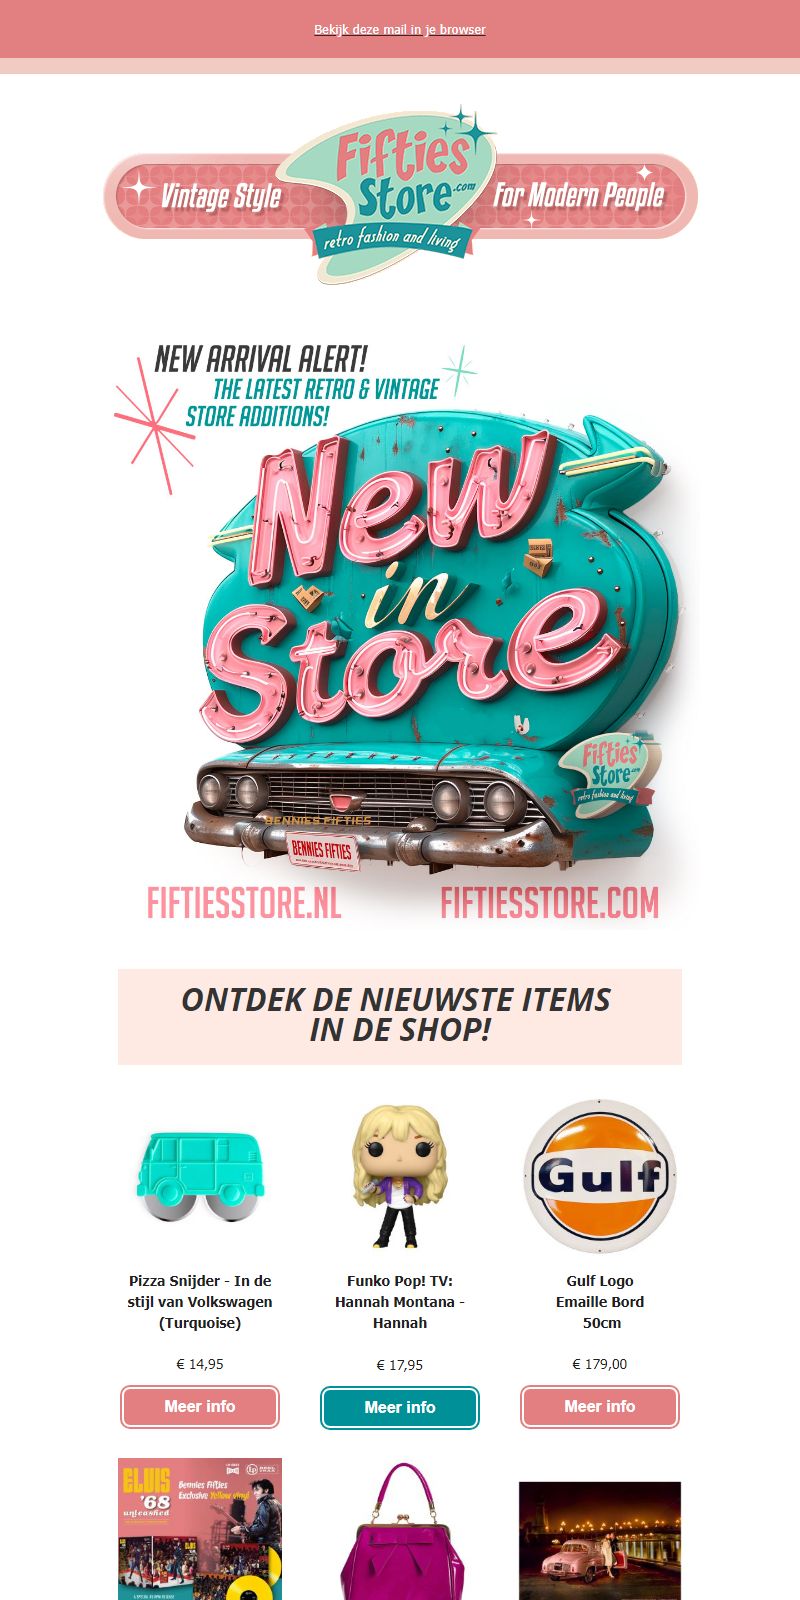 Bekijk deze mail in je browser
Vintage Style
Fifties
Store.com
For Modern People
retro fashion and living
NEW ARRIVAL ALERT!
THE LATEST RETRO & VINTAGE
STORE ADDITIONS!
New
in
Store
Fifties
Store.com
retro fashion and living
BENNIES FIFTIES
BENNIES FIFTIES
FIFTIESSTORE.NL
FIFTIESSTORE.COM
ONTDEK DE NIEUWSTE ITEMS
IN DE SHOP!
Gulf
Pizza Snijder - In de
stijl van Volkswagen
(Turquoise)
€ 14,95
Meer info
Funko Pop! TV:
Hannah Montana -
Hannah
€ 17,95
Meer info
Gulf Logo
Emaille Bord
50cm
€ 179,00
Meer info
ELVIS
'68
unleashed
Bennies Fifties
Exclusive Yellow vinyl